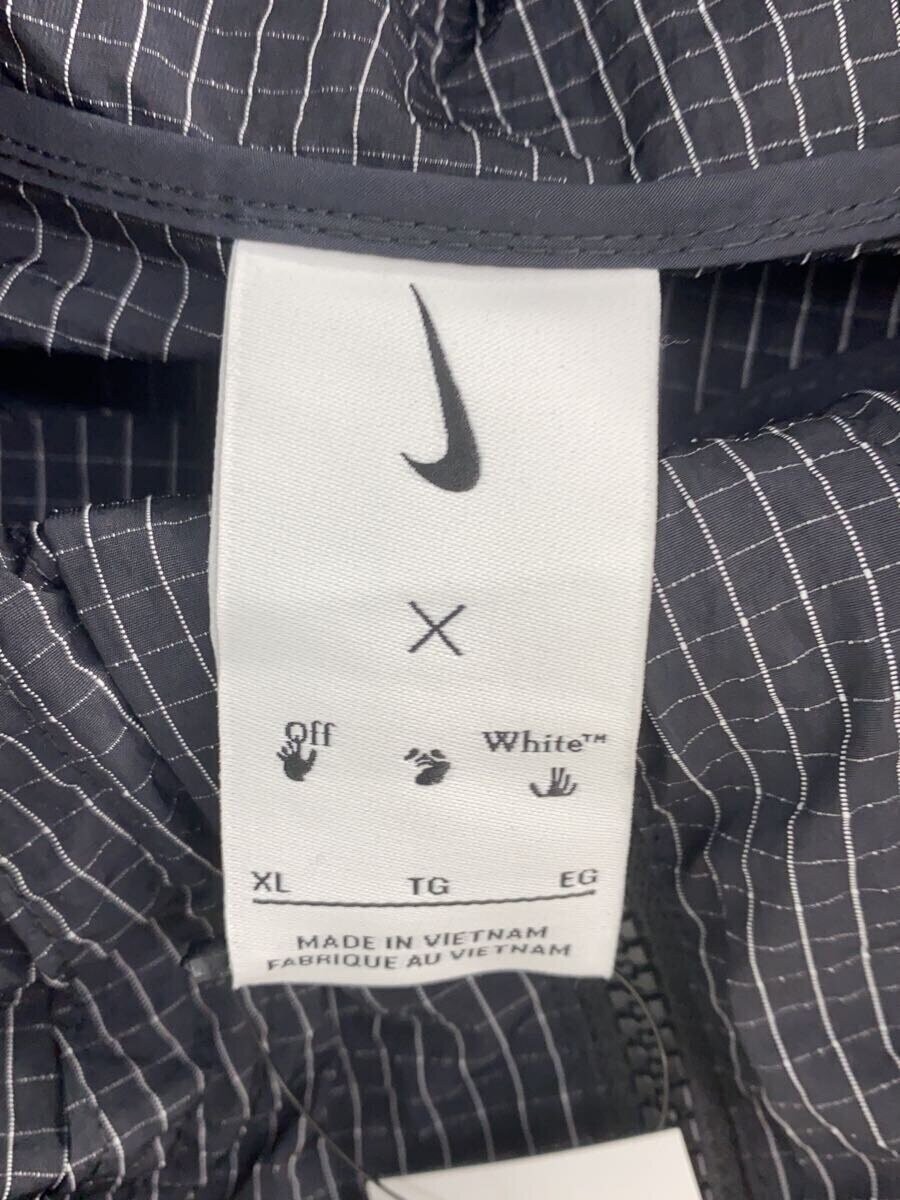 ×
Off White™
XL TG EG
MADE IN VIETNAM
FABRIQUE AU VIETNAM